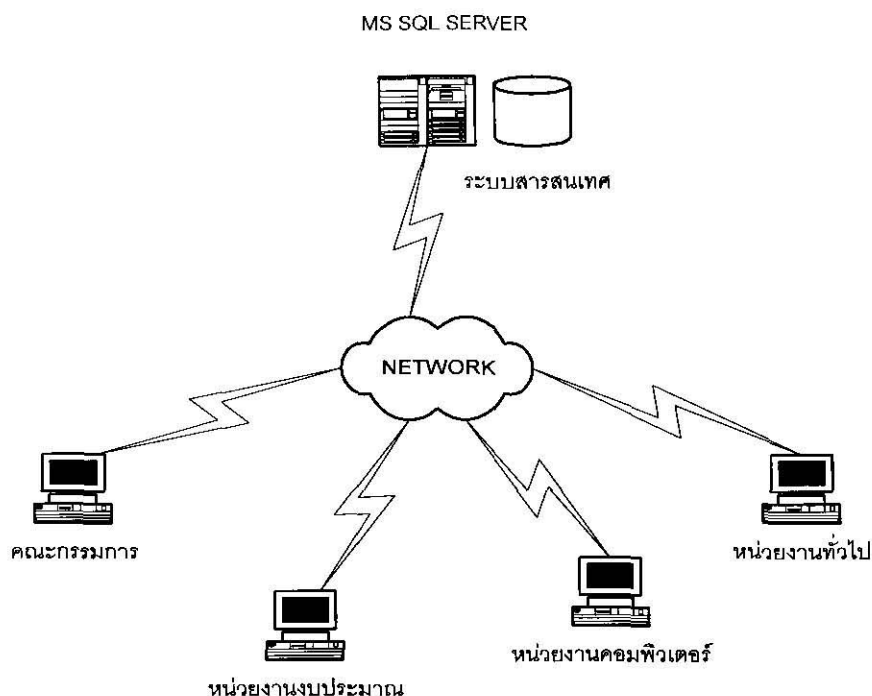 MS SQL SERVER
ระบบสารสนเทศ
NETWORK
คณะกรรมการ
หน่วยงานทั่วไป
หน่วยงานคอมพิวเตอร์
หน่วยงานงบประมาณ